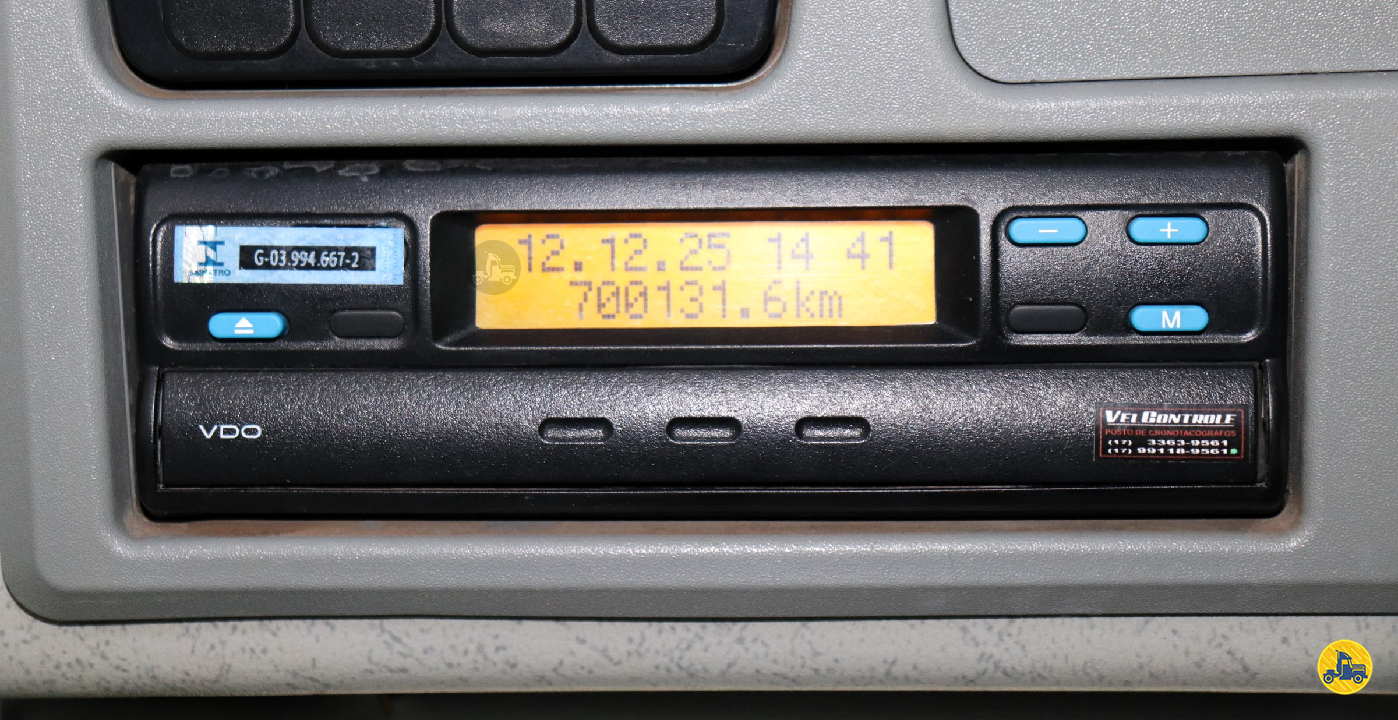 INMETRO
G-03.994.667-2
12.12.25 14 41
700131.6km
−
+
M
VDO
VELCONTROLE
POSTO DE CRONOTACÓGRAFOS
(17) 3363-9561
(17) 99118-9561